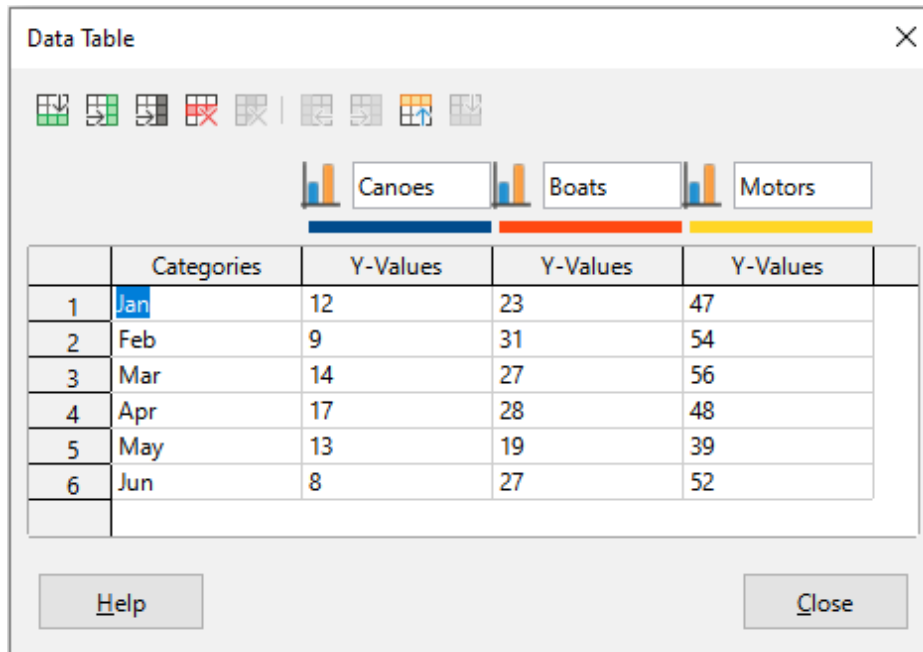 Data Table
Canoes Boats Motors
Categories Y-Values Y-Values Y-Values
1 Jan 12 23 47
2 Feb 9 31 54
3 Mar 14 27 56
4 Apr 17 28 48
5 May 13 19 39
6 Jun 8 27 52
Help Close